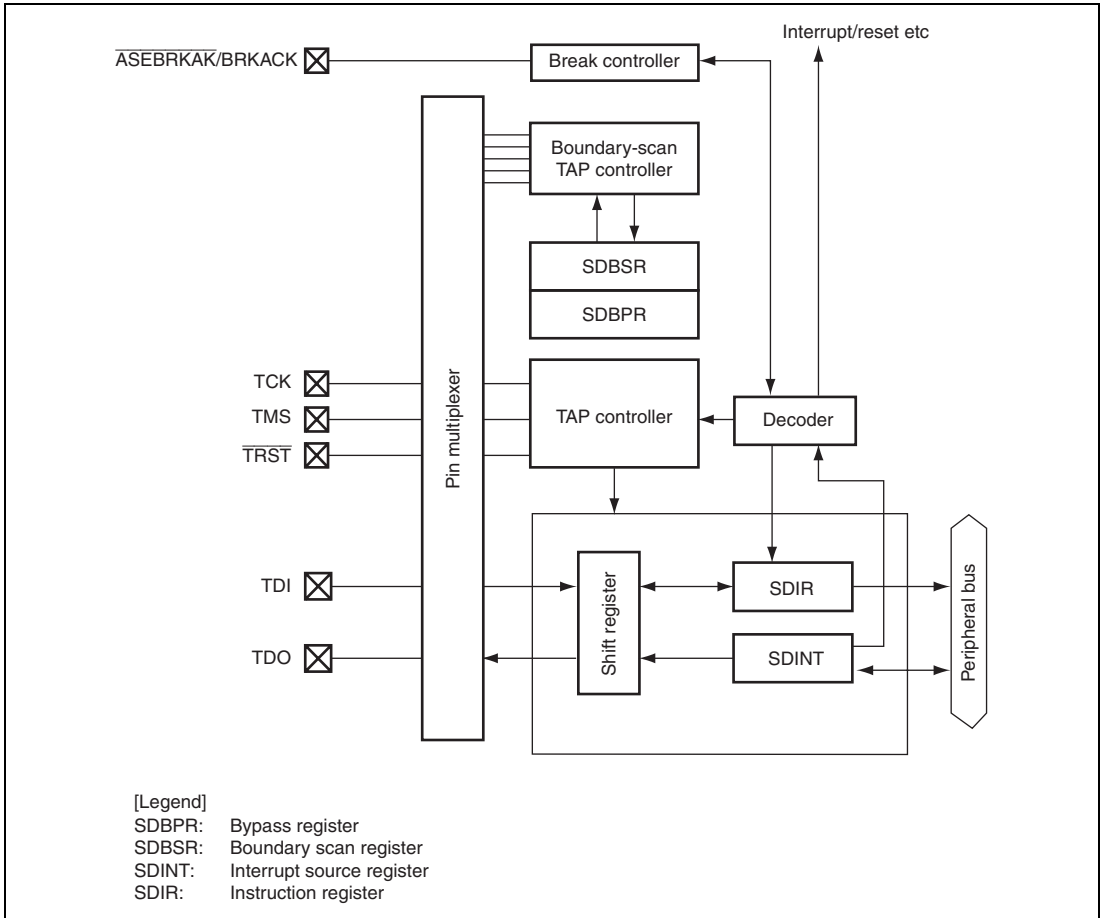 Interrupt/reset etc
ASEBRKAK/BRKACK
Break controller
Boundary-scan
TAP controller
SDBSR
SDBPR
TCK
TMS
TRST
Pin multiplexer
TAP controller
Decoder
TDI
TDO
Shift register
SDIR
SDINT
Peripheral bus
[Legend]
SDBPR: Bypass register
SDBSR: Boundary scan register
SDINT: Interrupt source register
SDIR: Instruction register